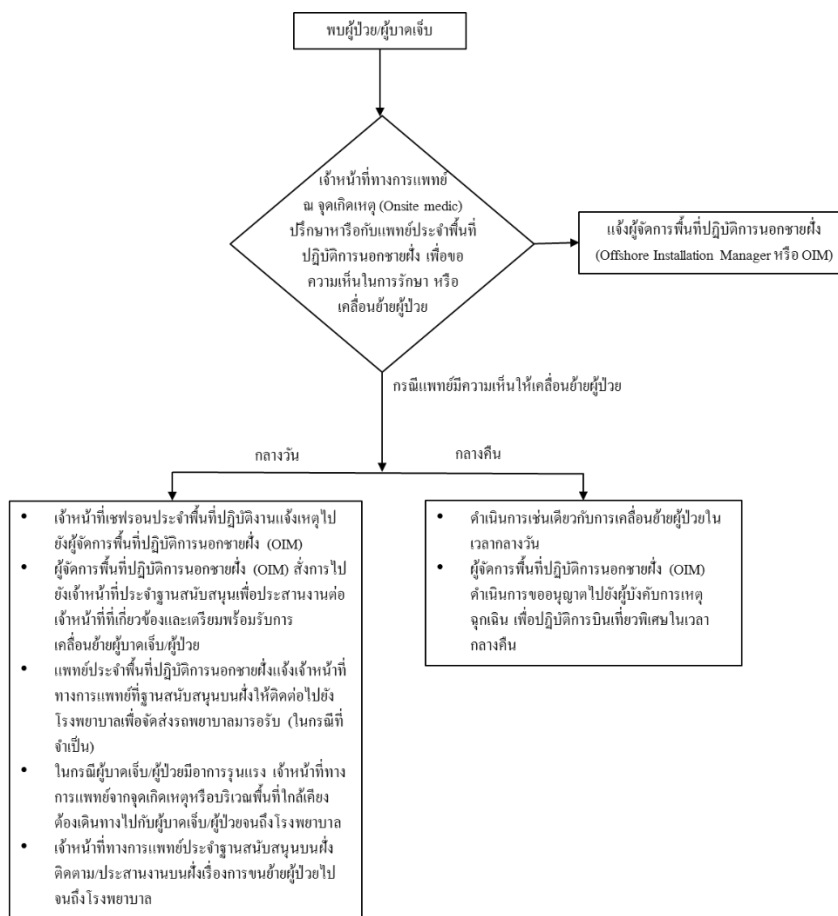 พบผู้ป่วย/ผู้บาดเจ็บ
เจ้าหน้าที่ทางการแพทย์
ณ จุดเกิดเหตุ (Onsite medic)
ปรึกษาหารือกับแพทย์ประจำพื้นที่
ปฏิบัติการนอกชายฝั่ง เพื่อขอ
ความเห็นในการรักษา หรือ
เคลื่อนย้ายผู้ป่วย
แจ้งผู้จัดการพื้นที่ปฏิบัติการนอกชายฝั่ง
(Offshore Installation Manager หรือ OIM)
กรณีแพทย์มีความเห็นให้เคลื่อนย้ายผู้ป่วย
กลางวัน
กลางคืน
• เจ้าหน้าที่เชฟรอนประจำพื้นที่ปฏิบัติงานแจ้งเหตุไป
ยังผู้จัดการพื้นที่ปฏิบัติการนอกชายฝั่ง (OIM)
• ผู้จัดการพื้นที่ปฏิบัติการนอกชายฝั่ง (OIM) สั่งการไป
ยังเจ้าหน้าที่ประจำฐานสนับสนุนเพื่อประสานงานต่อ
เจ้าหน้าที่ที่เกี่ยวข้องและเตรียมพร้อมรับการ
เคลื่อนย้ายผู้บาดเจ็บ/ผู้ป่วย
• แพทย์ประจำพื้นที่ปฏิบัติการนอกชายฝั่งแจ้งเจ้าหน้าที่
ทางการแพทย์ที่ฐานสนับสนุนบนฝั่งให้ติดต่อไปยัง
โรงพยาบาลเพื่อจัดส่งรถพยาบาลมารอรับ (ในกรณีที่
จำเป็น)
• ในกรณีผู้บาดเจ็บ/ผู้ป่วยมีอาการรุนแรง เจ้าหน้าที่ทาง
การแพทย์จากจุดเกิดเหตุหรือบริเวณพื้นที่ใกล้เคียง
ต้องเดินทางไปกับผู้บาดเจ็บ/ผู้ป่วยจนถึงโรงพยาบาล
• เจ้าหน้าที่ทางการแพทย์ประจำฐานสนับสนุนบนฝั่ง
ติดตาม/ประสานงานบนฝั่งเรื่องการขนย้ายผู้ป่วยไป
จนถึงโรงพยาบาล
• ดำเนินการเช่นเดียวกับการเคลื่อนย้ายผู้ป่วยใน
เวลากลางวัน
• ผู้จัดการพื้นที่ปฏิบัติการนอกชายฝั่ง (OIM)
ดำเนินการขออนุญาตไปยังผู้บังคับการเหตุ
ฉุกเฉิน เพื่อปฏิบัติการบินเที่ยวพิเศษในเวลา
กลางคืน